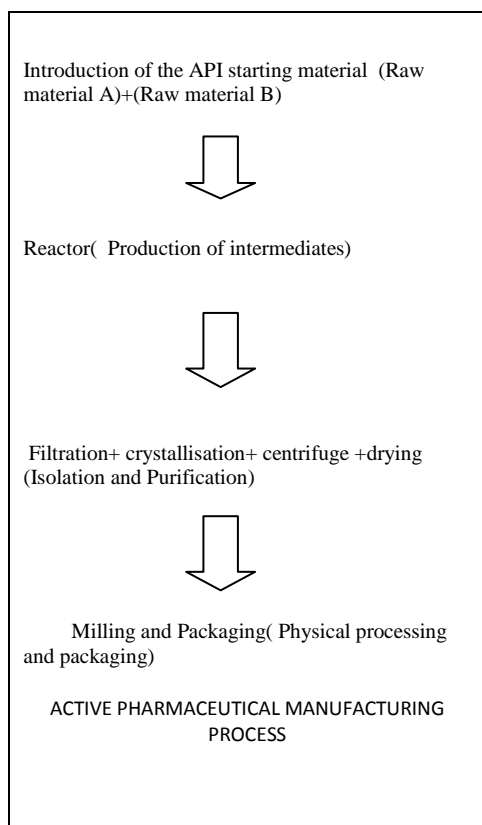 Introduction of the API starting material  (Raw
material A)+(Raw material B)
Reactor(  Production of intermediates)
Filtration+ crystallisation+ centrifuge +drying
(Isolation and Purification)
Milling and Packaging( Physical processing
and packaging)
ACTIVE PHARMACEUTICAL MANUFACTURING
PROCESS